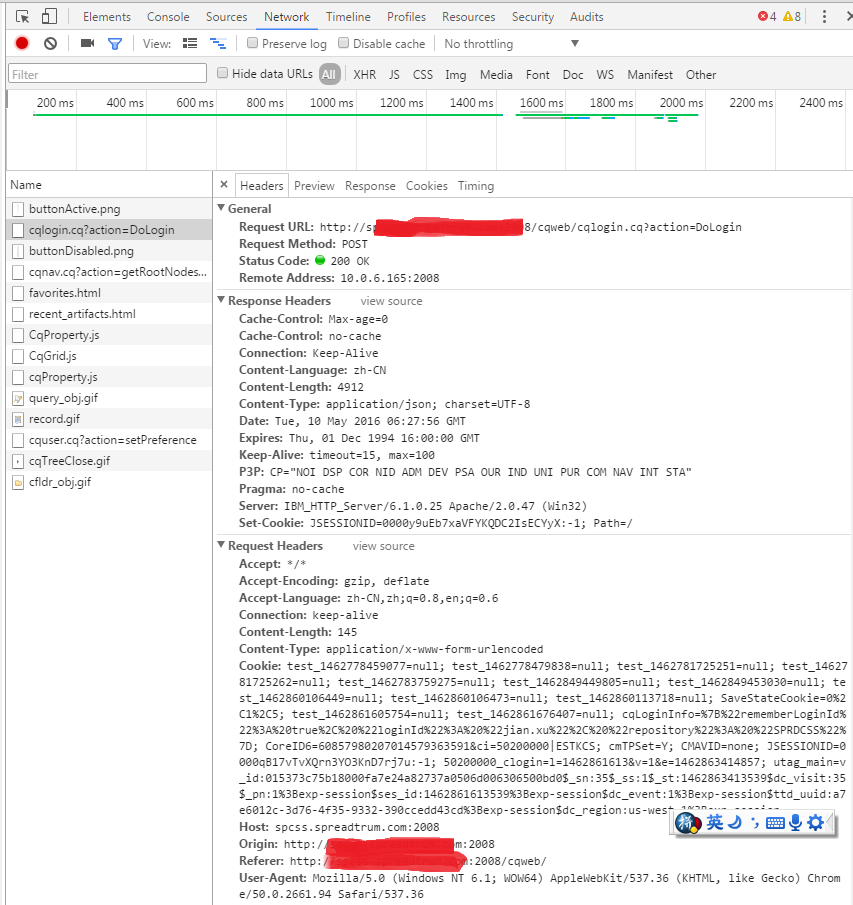 Elements Console Sources Network Timeline Profiles Resources Security Audits 4 8
View: Preserve log Disable cache No throttling
Filter Hide data URLs All XHR JS CSS Img Media Font Doc WS Manifest Other
200 ms 400 ms 600 ms 800 ms 1000 ms 1200 ms 1400 ms 1600 ms 1800 ms 2000 ms 2200 ms 2400 ms
Name
buttonActive.png
cqlogin.cq?action=DoLogin
buttonDisabled.png
cqnav.cq?action=getRootNodes...
favorites.html
recent_artifacts.html
CqProperty.js
CqGrid.js
cqProperty.js
query_obj.gif
record.gif
cquser.cq?action=setPreference
cqTreeClose.gif
cfldr_obj.gif
× Headers Preview Response Cookies Timing
General
Request URL: http://sp 8/cqweb/cqlogin.cq?action=DoLogin
Request Method: POST
Status Code: 200 OK
Remote Address: 10.0.6.165:2008
Response Headers view source
Cache-Control: Max-age=0
Cache-Control: no-cache
Connection: Keep-Alive
Content-Language: zh-CN
Content-Length: 4912
Content-Type: application/json; charset=UTF-8
Date: Tue, 10 May 2016 06:27:56 GMT
Expires: Thu, 01 Dec 1994 16:00:00 GMT
Keep-Alive: timeout=15, max=100
P3P: CP="NOI DSP COR NID ADM DEV PSA OUR IND UNI PUR COM NAV INT STA"
Pragma: no-cache
Server: IBM_HTTP_Server/6.1.0.25 Apache/2.0.47 (Win32)
Set-Cookie: JSESSIONID=0000y9uEb7xaVFYKQDC2IsECYyX:-1; Path=/
Request Headers view source
Accept: */*
Accept-Encoding: gzip, deflate
Accept-Language: zh-CN,zh;q=0.8,en;q=0.6
Connection: keep-alive
Content-Length: 145
Content-Type: application/x-www-form-urlencoded
Cookie: test_1462778459077=null; test_1462778479838=null; test_1462781725251=null; test_14627
81725262=null; test_1462783759275=null; test_1462849449805=null; test_1462849453030=null; tes
t_1462860106449=null; test_1462860106473=null; test_1462860113718=null; SaveStateCookie=0%2
C1%2C5; test_1462861605754=null; test_1462861676407=null; cqLoginInfo=%7B%22rememberLoginId%
22%3A%20true%2C%20%22loginId%22%3A%20%22jian.xu%22%2C%20%22repository%22%3A%20%22SPRDCSS%22%
7D; CoreID6=60857980207014579363591&ci=50200000|ESTKCS; cmTPSet=Y; CMAVID=none; JSESSIONID=0
000qB17vTvXQrn3YO3KnD7rj7u:-1; 50200000_clogin=l=1462861613&v=1&e=1462863414857; utag_main=v
_id:015373c75b18000fa7e24a82737a0506d006306500bd0$_sn:35$_ss:1$_st:1462863413539$dc_visit:35
$_pn:1%3Bexp-session$ses_id:1462861613539%3Bexp-session$dc_event:1%3Bexp-session$ttd_uuid:a7
e6012c-3d76-4f35-9332-390ccedd43cd%3Bexp-session$dc_region:us-west-1%3Bexp-session
英
Host: spcss.spreadtrum.com:2008
Origin: http:// m:2008
Referer: http:/ :2008/cqweb/
User-Agent: Mozilla/5.0 (Windows NT 6.1; WOW64) AppleWebKit/537.36 (KHTML, like Gecko) Chrom
e/50.0.2661.94 Safari/537.36